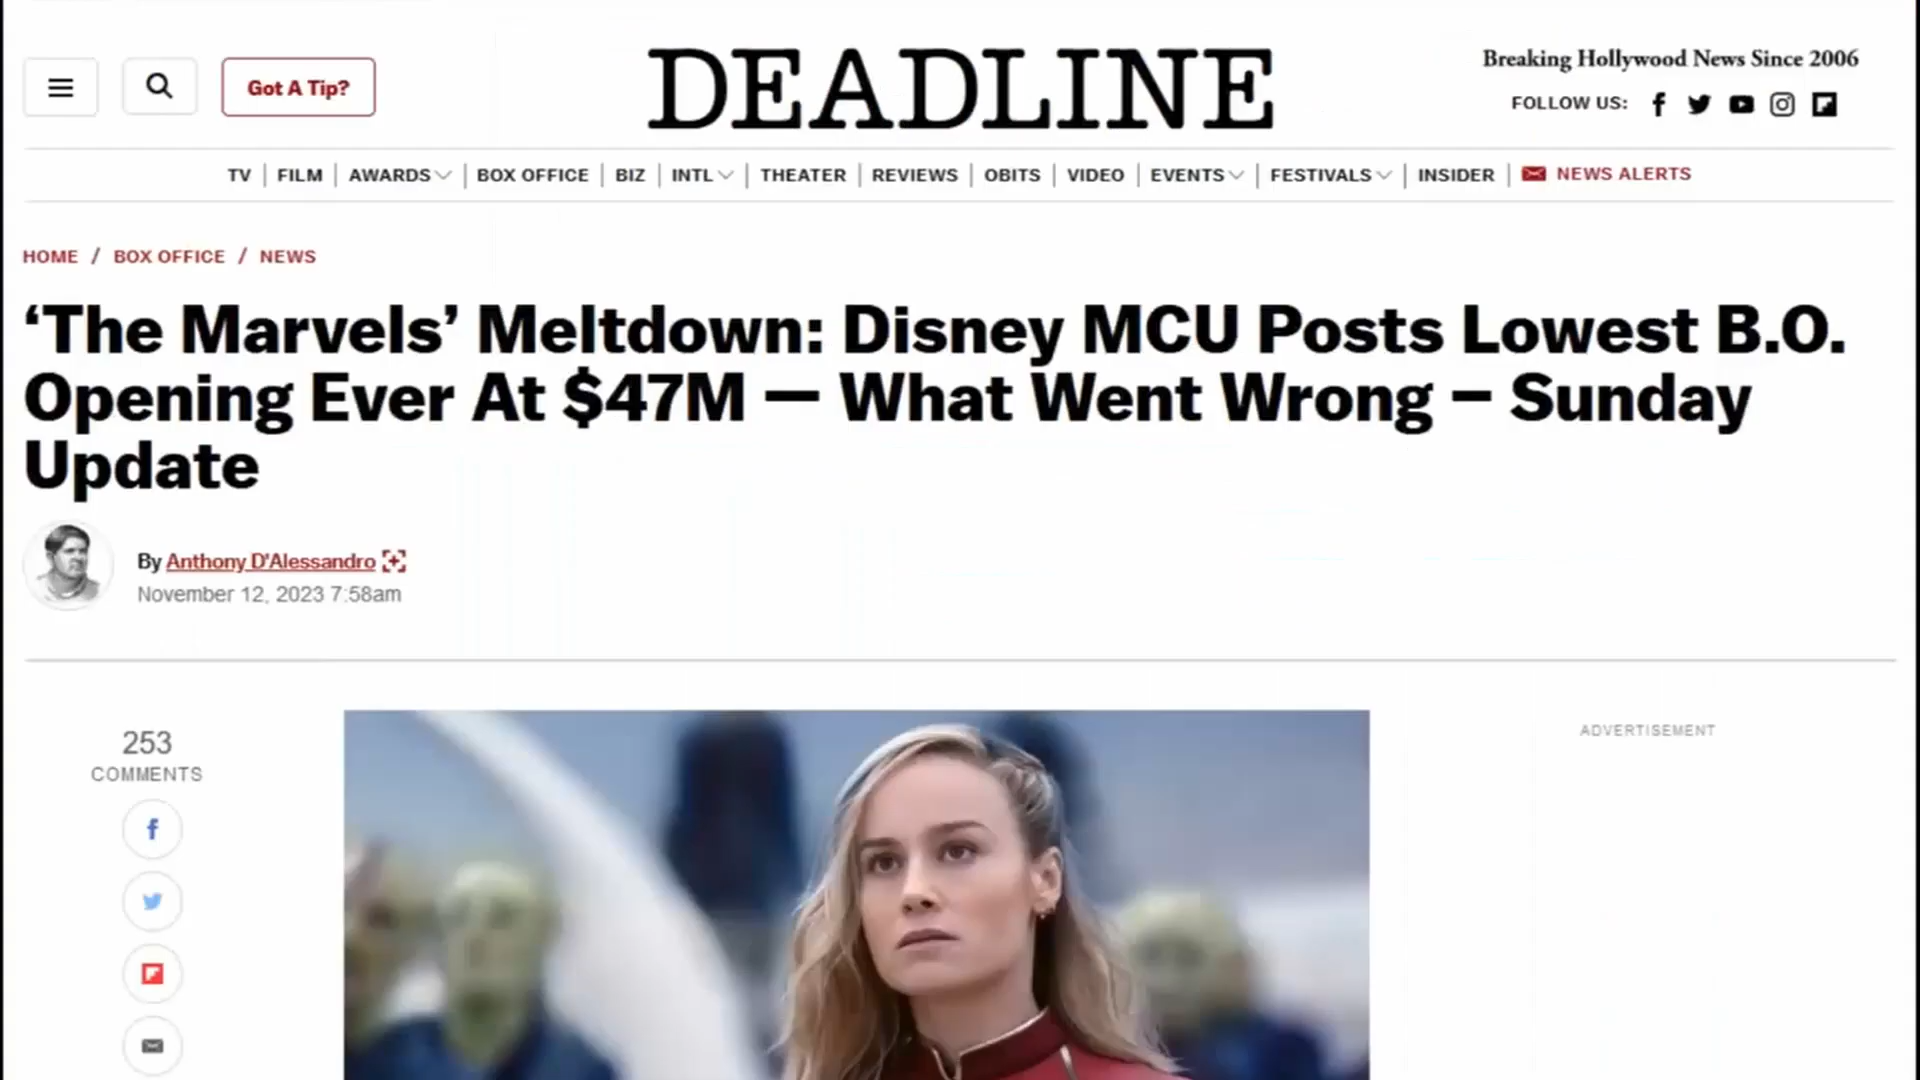 Got A Tip?
DEADLINE
Breaking Hollywood News Since 2006
FOLLOW US:
TV | FILM | AWARDS | BOX OFFICE | BIZ | INTL | THEATER | REVIEWS | OBITS | VIDEO | EVENTS | FESTIVALS | INSIDER | NEWS ALERTS
HOME / BOX OFFICE / NEWS
‘The Marvels’ Meltdown: Disney MCU Posts Lowest B.O.
Opening Ever At $47M — What Went Wrong – Sunday
Update
By Anthony D'Alessandro
November 12, 2023 7:58am
253
COMMENTS
ADVERTISEMENT